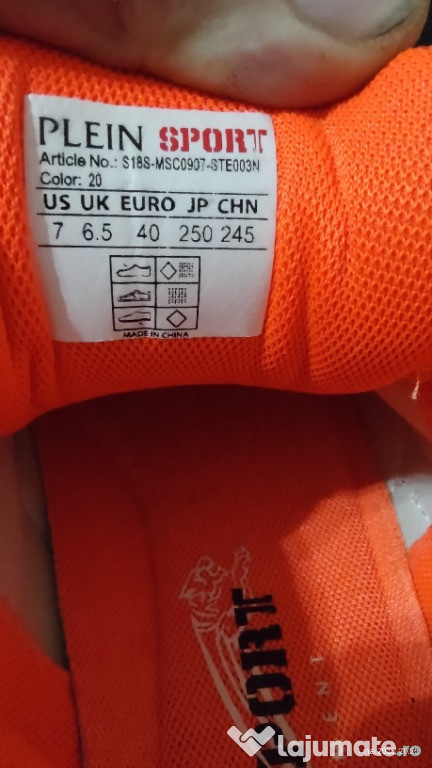 PLEIN SPORT
Article No.: S18S-MSC0907-STE003N
Color: 20
US UK EURO JP CHN
7 6.5 40 250 245
MADE IN CHINA
PORT
lajumate.ro